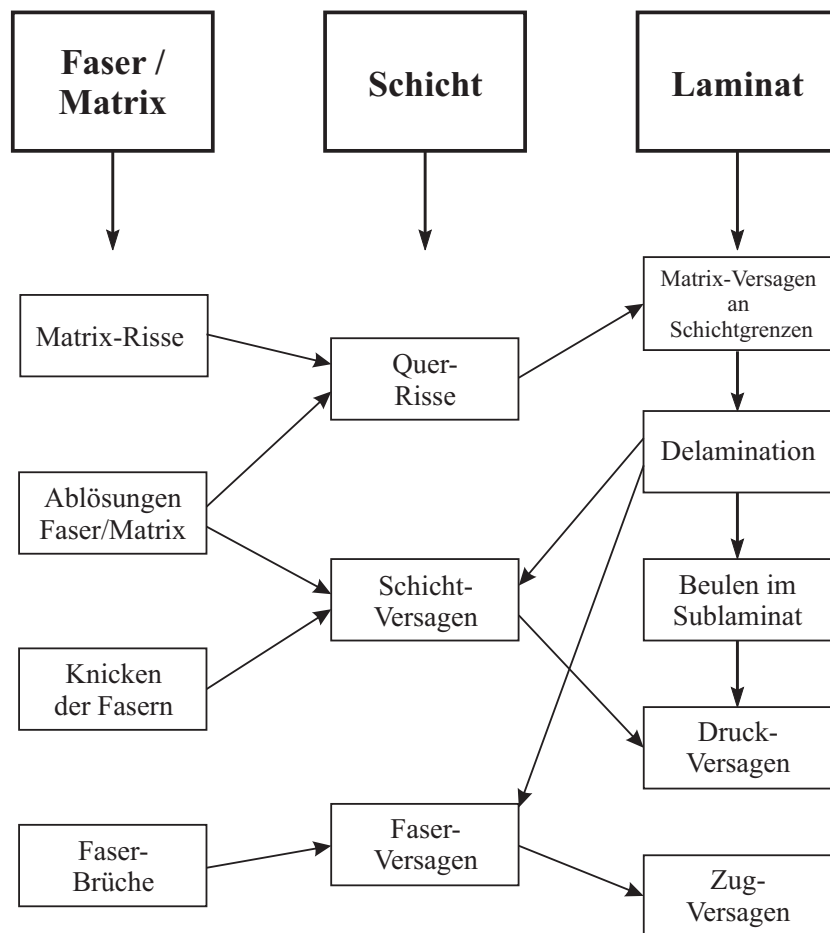 Faser /
Matrix
Schicht
Laminat
Matrix-Risse
Ablösungen
Faser/Matrix
Knicken
der Fasern
Faser-
Brüche
Quer-
Risse
Schicht-
Versagen
Faser-
Versagen
Matrix-Versagen
an
Schichtgrenzen
Delamination
Beulen im
Sublaminat
Druck-
Versagen
Zug-
Versagen